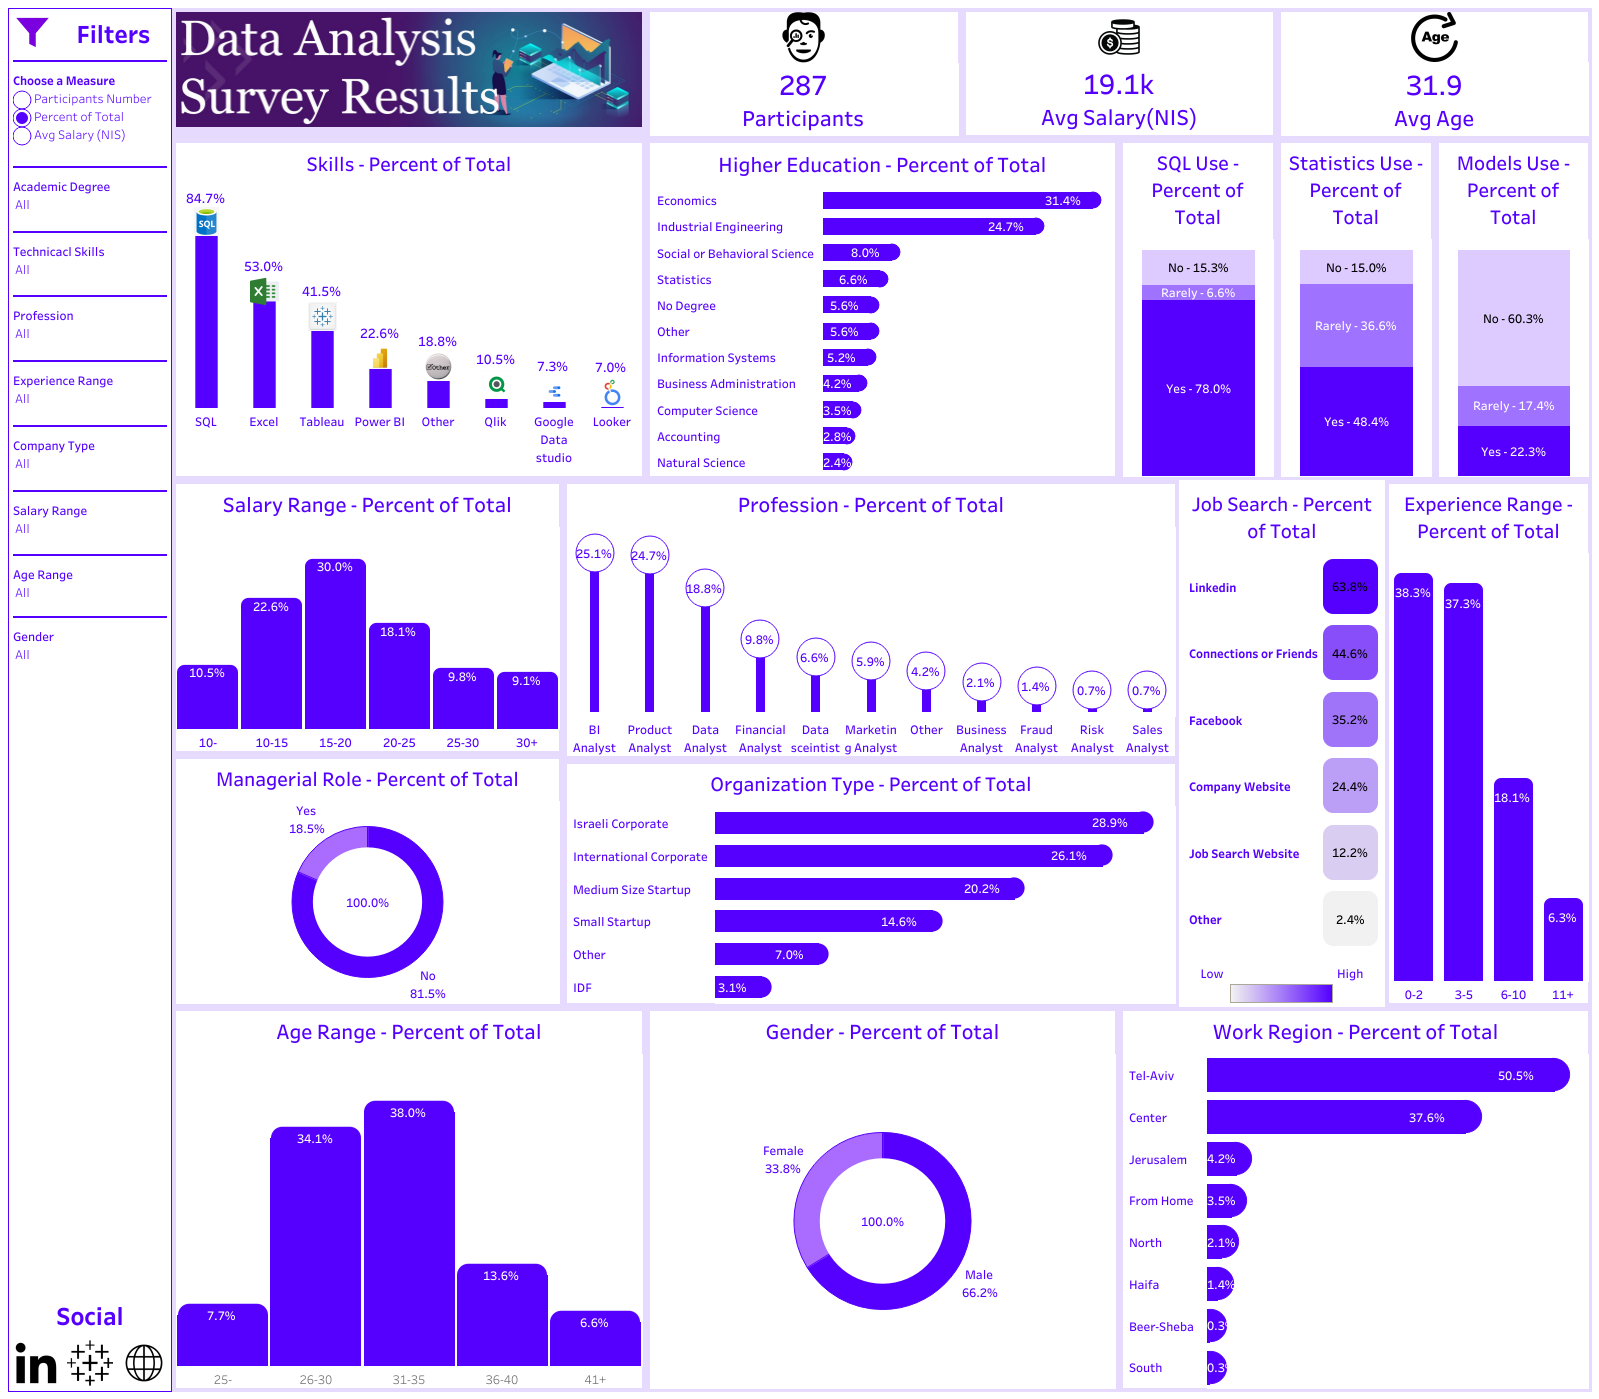 Filters
Choose a Measure
Participants Number
Percent of Total
Avg Salary (NIS)
Academic Degree
All
Technicacl Skills
All
Profession
All
Experience Range
All
Company Type
All
Salary Range
All
Age Range
All
Gender
All
Social
in
Data Analysis
Survey Results
287
Participants
19.1k
Avg Salary(NIS)
Age
31.9
Avg Age
Skills - Percent of Total
84.7%
SQL
53.0%
41.5%
22.6%
18.8%
Other
10.5%
7.3%
7.0%
SQL
Excel
Tableau
Power BI
Other
Qlik
Google
Data
studio
Looker
Higher Education - Percent of Total
Economics 31.4%
Industrial Engineering 24.7%
Social or Behavioral Science 8.0%
Statistics 6.6%
No Degree 5.6%
Other 5.6%
Information Systems 5.2%
Business Administration 4.2%
Computer Science 3.5%
Accounting 2.8%
Natural Science 2.4%
SQL Use -
Percent of
Total
No - 15.3%
Rarely - 6.6%
Yes - 78.0%
Statistics Use -
Percent of
Total
No - 15.0%
Rarely - 36.6%
Yes - 48.4%
Models Use -
Percent of
Total
No - 60.3%
Rarely - 17.4%
Yes - 22.3%
Salary Range - Percent of Total
10.5%
22.6%
30.0%
18.1%
9.8%
9.1%
10-
10-15
15-20
20-25
25-30
30+
Profession - Percent of Total
25.1%
24.7%
18.8%
9.8%
6.6%
5.9%
4.2%
2.1%
1.4%
0.7%
0.7%
BI
Analyst
Product
Analyst
Data
Analyst
Financial
Analyst
Data
sceintist
Marketin
g Analyst
Other
Business
Analyst
Fraud
Analyst
Risk
Analyst
Sales
Analyst
Job Search - Percent
of Total
Linkedin 63.8%
Connections or Friends 44.6%
Facebook 35.2%
Company Website 24.4%
Job Search Website 12.2%
Other 2.4%
Low High
Experience Range -
Percent of Total
38.3%
37.3%
18.1%
6.3%
0-2
3-5
6-10
11+
Managerial Role - Percent of Total
Yes
18.5%
100.0%
No
81.5%
Organization Type - Percent of Total
Israeli Corporate 28.9%
International Corporate 26.1%
Medium Size Startup 20.2%
Small Startup 14.6%
Other 7.0%
IDF 3.1%
Age Range - Percent of Total
7.7%
34.1%
38.0%
13.6%
6.6%
25-
26-30
31-35
36-40
41+
Gender - Percent of Total
Female
33.8%
100.0%
Male
66.2%
Work Region - Percent of Total
Tel-Aviv 50.5%
Center 37.6%
Jerusalem 4.2%
From Home 3.5%
North 2.1%
Haifa 1.4%
Beer-Sheba 0.3
South 0.3